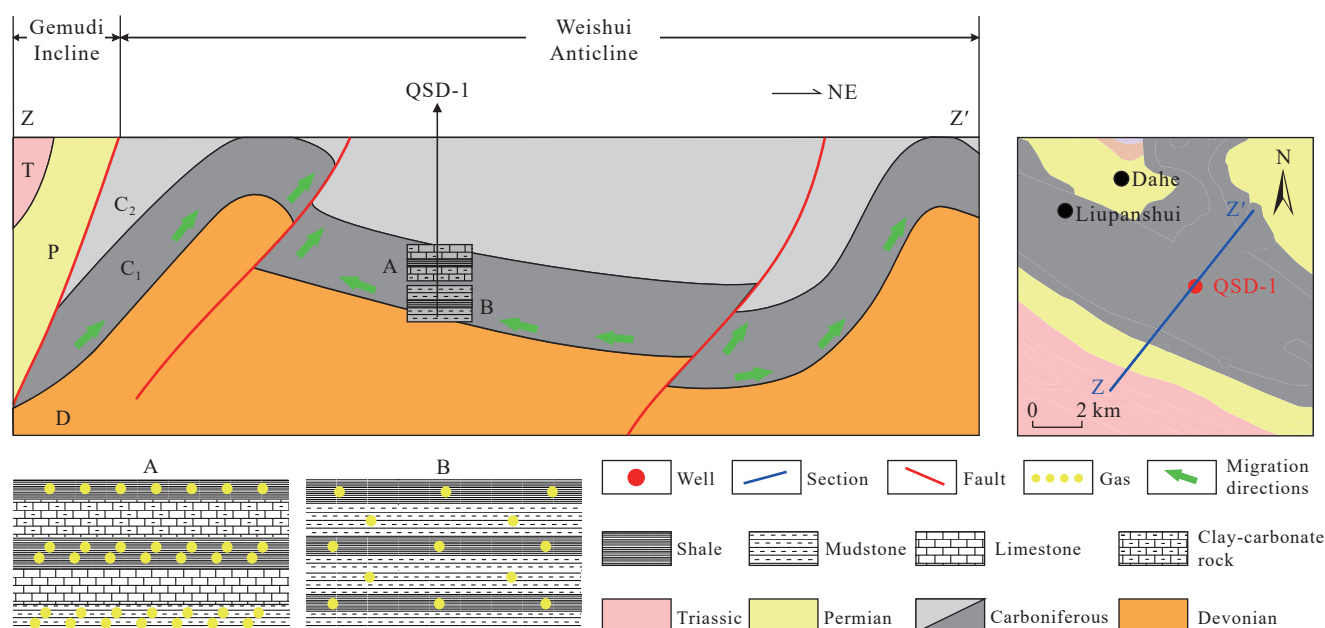 Gemudi
Incline
Weishui
Anticline
QSD-1
NE
Z
Z′
T
C₂
P
C₁
A
B
D
N
Dahe
Liupanshui
Z′
QSD-1
Z
0 2 km
A
B
Well
Section
Fault
Gas
Migration
directions
Shale
Mudstone
Limestone
Clay-carbonate
rock
Triassic
Permian
Carboniferous
Devonian